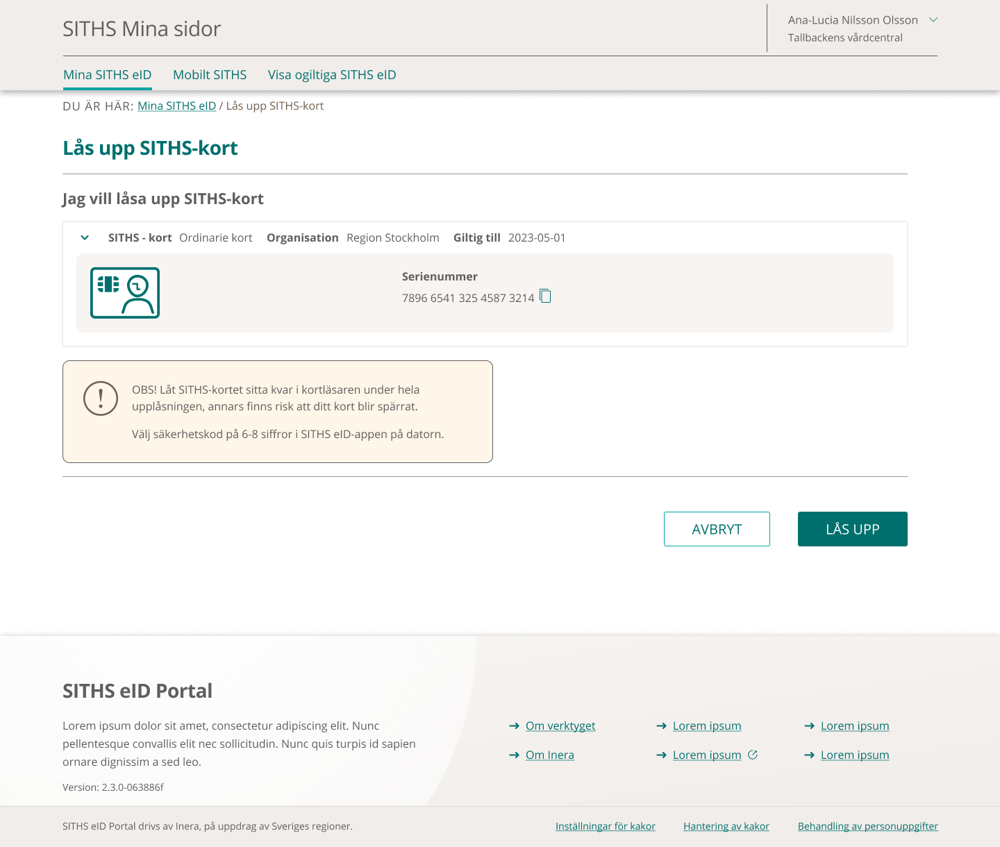 SITHS Mina sidor
Ana-Lucia Nilsson Olsson
Tallbackens vårdcentral
Mina SITHS eID Mobilt SITHS Visa ogiltiga SITHS eID
DU ÄR HÄR: Mina SITHS eID / Lås upp SITHS-kort
Lås upp SITHS-kort
Jag vill låsa upp SITHS-kort
SITHS - kort Ordinarie kort Organisation Region Stockholm Giltig till 2023-05-01
Serienummer
7896 6541 325 4587 3214
OBS! Låt SITHS-kortet sitta kvar i kortläsaren under hela
upplåsningen, annars finns risk att ditt kort blir spärrat.
Välj säkerhetskod på 6-8 siffror i SITHS eID-appen på datorn.
AVBRYT LÅS UPP
SITHS eID Portal
Lorem ipsum dolor sit amet, consectetur adipiscing elit. Nunc
pellentesque convallis elit nec sollicitudin. Nunc quis turpis id sapien
ornare dignissim a sed leo.
Version: 2.3.0-063886f
Om verktyget Lorem ipsum Lorem ipsum
Om Inera Lorem ipsum Lorem ipsum
SITHS eID Portal drivs av Inera, på uppdrag av Sveriges regioner.
Inställningar för kakor Hantering av kakor Behandling av personuppgifter